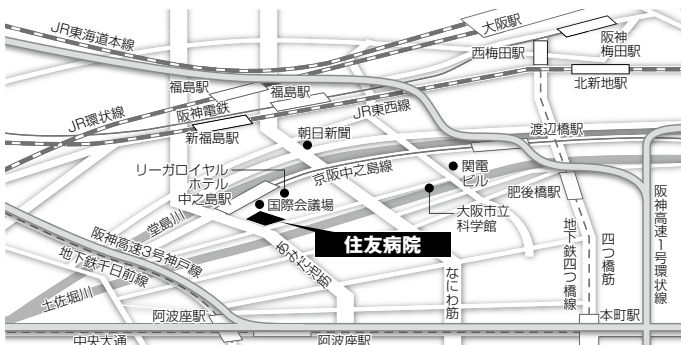 JR東海道本線
大阪駅
阪神
梅田駅
西梅田駅
北新地駅
福島駅
福島駅
JR環状線
阪神電鉄
JR東西線
新福島駅
朝日新聞
渡辺橋駅
リーガロイヤル
ホテル
中之島駅
京阪中之島線
関電
ビル
肥後橋駅
国際会議場
大阪市立
科学館
堂島川
住友病院
阪神高速3号神戸線
地下鉄千日前線
土佐堀川
あみだ池筋
なにわ筋
地下鉄四つ橋線
四つ橋筋
阪神高速1号環状線
阿波座駅
本町駅
中央大通
阿波座駅